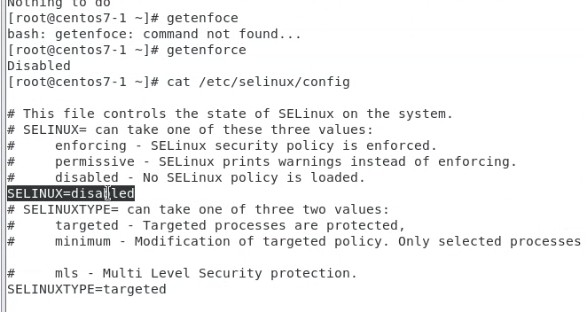 Nothing to do
[root@centos7-1 ~]# getenfoce
bash: getenfoce: command not found...
[root@centos7-1 ~]# getenforce
Disabled
[root@centos7-1 ~]# cat /etc/selinux/config
# This file controls the state of SELinux on the system.
# SELINUX= can take one of these three values:
#     enforcing - SELinux security policy is enforced.
#     permissive - SELinux prints warnings instead of enforcing.
#     disabled - No SELinux policy is loaded.
SELINUX=disabled
# SELINUXTYPE= can take one of three two values:
#     targeted - Targeted processes are protected,
#     minimum - Modification of targeted policy. Only selected processes
#     mls - Multi Level Security protection.
SELINUXTYPE=targeted